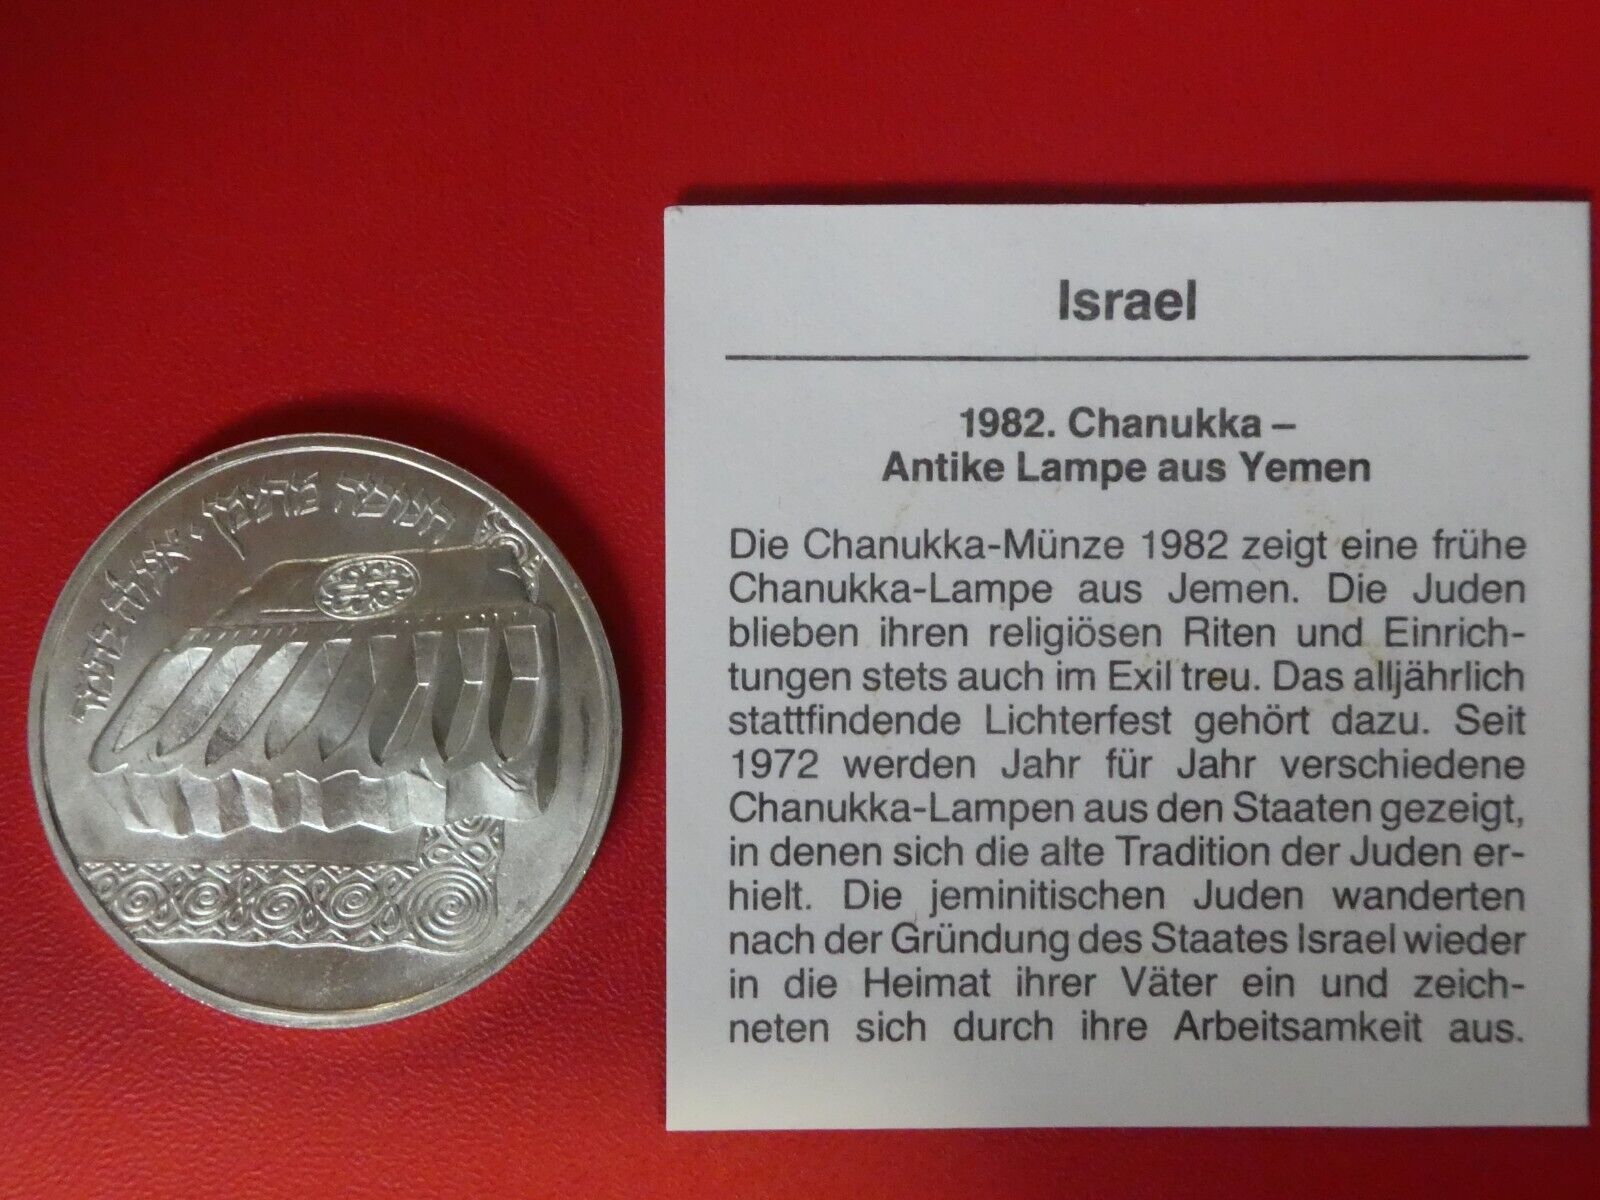 חנוכיה מתימן •
Israel
1982. Chanukka –
Antike Lampe aus Yemen
Die Chanukka-Münze 1982 zeigt eine frühe
Chanukka-Lampe aus Jemen. Die Juden
blieben ihren religiösen Riten und Einrich-
tungen stets auch im Exil treu. Das alljährlich
stattfindende Lichterfest gehört dazu. Seit
1972 werden Jahr für Jahr verschiedene
Chanukka-Lampen aus den Staaten gezeigt,
in denen sich die alte Tradition der Juden er-
hielt. Die jeminitischen Juden wanderten
nach der Gründung des Staates Israel wieder
in die Heimat ihrer Väter ein und zeich-
neten sich durch ihre Arbeitsamkeit aus.